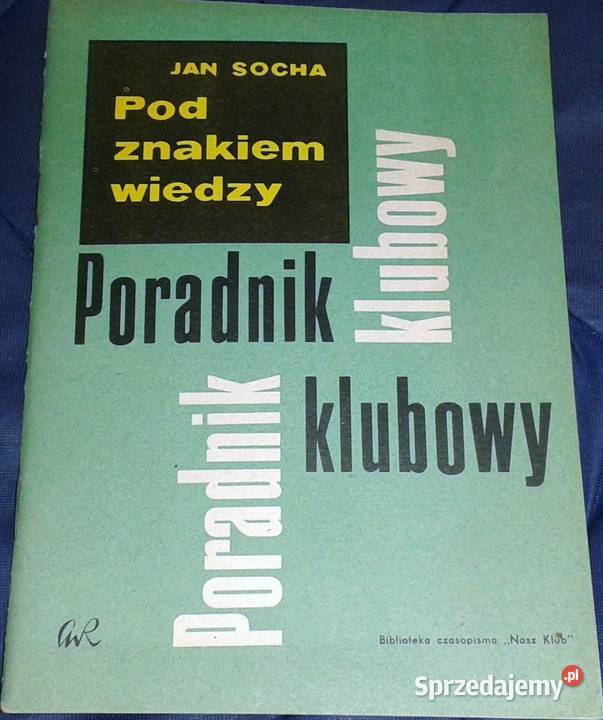 JAN SOCHA
Pod
znakiem
wiedzy
Poradnik
klubowy
Poradnik
klubowy
Biblioteka czasopisma „Nasz Klub"
Sprzedajemy.pl